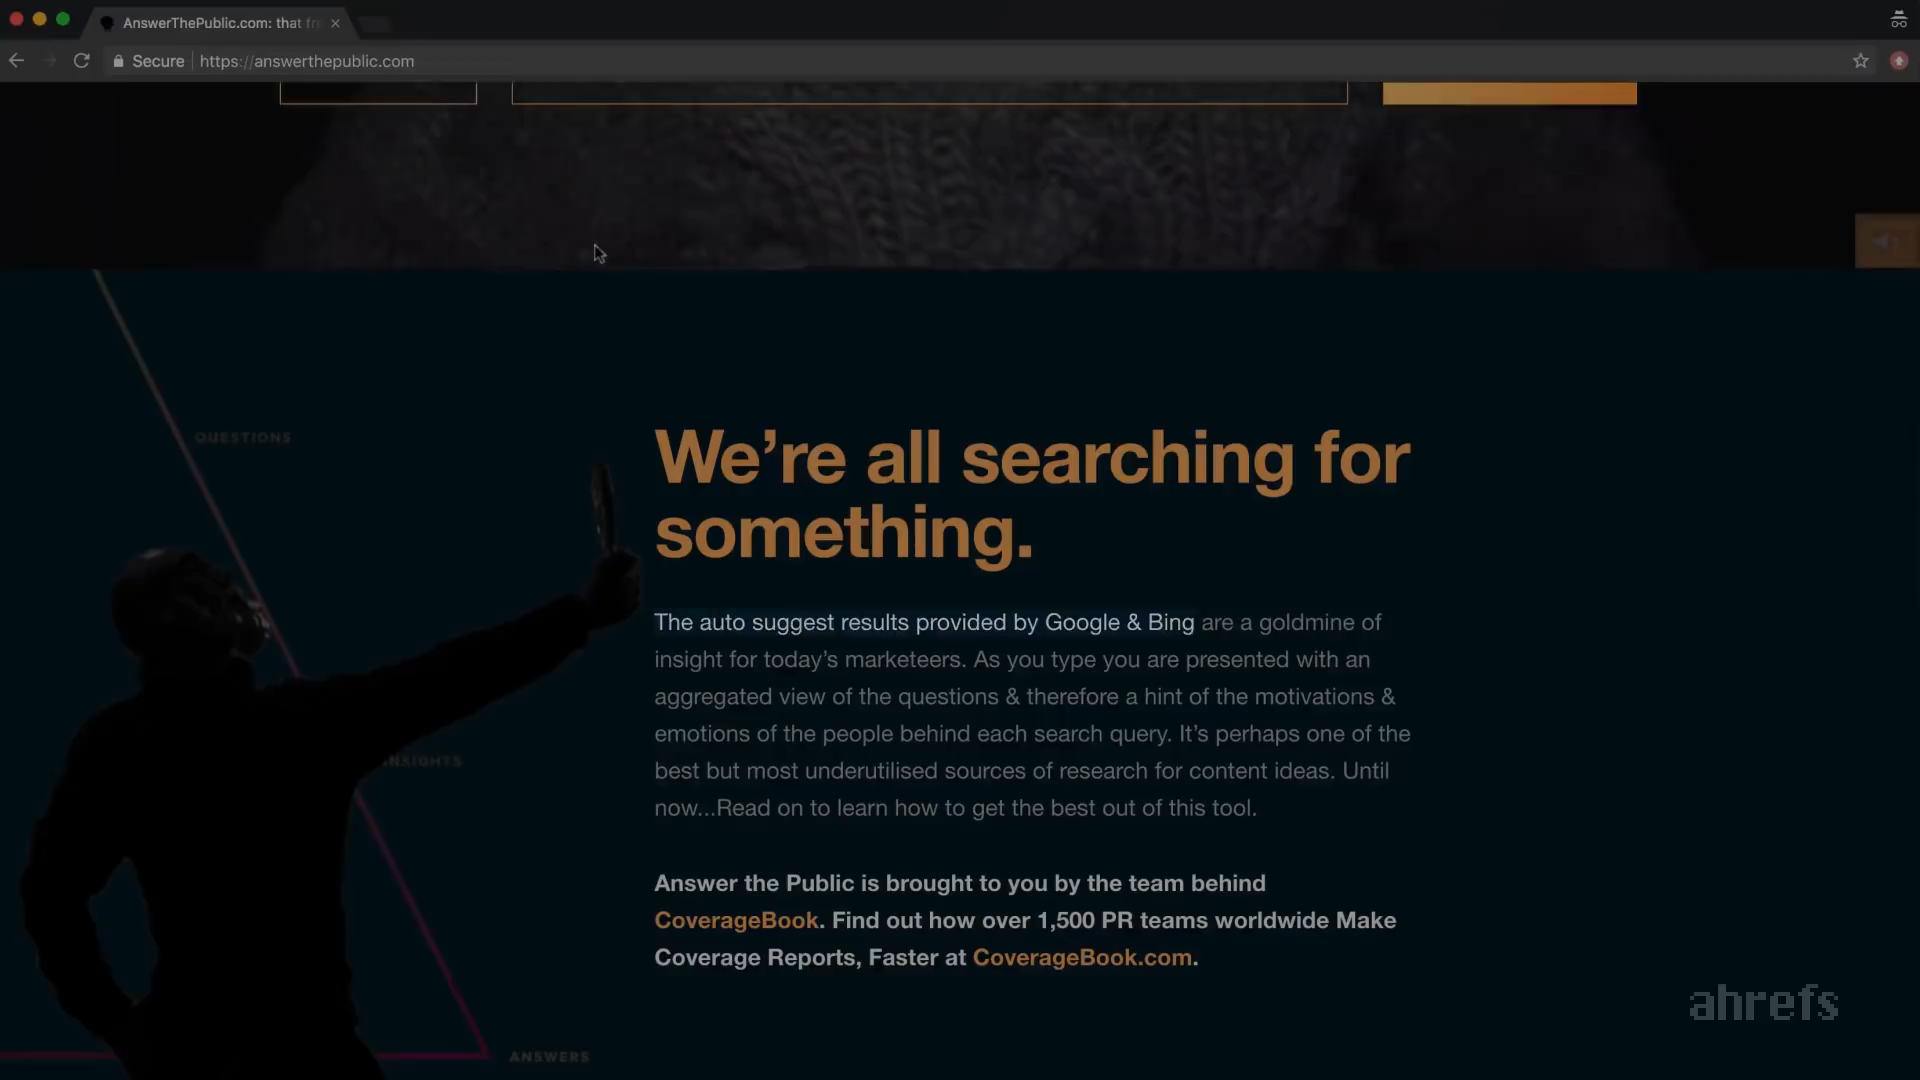 AnswerThePublic.com: that fr
Secure
https://answerthepublic.com
QUESTIONS
We’re all searching for
something.
The auto suggest results provided by Google & Bing are a goldmine of
insight for today’s marketeers. As you type you are presented with an
aggregated view of the questions & therefore a hint of the motivations &
emotions of the people behind each search query. It’s perhaps one of the
best but most underutilised sources of research for content ideas. Until
now...Read on to learn how to get the best out of this tool.
INSIGHTS
Answer the Public is brought to you by the team behind
CoverageBook. Find out how over 1,500 PR teams worldwide Make
Coverage Reports, Faster at CoverageBook.com.
ANSWERS
ahrefs